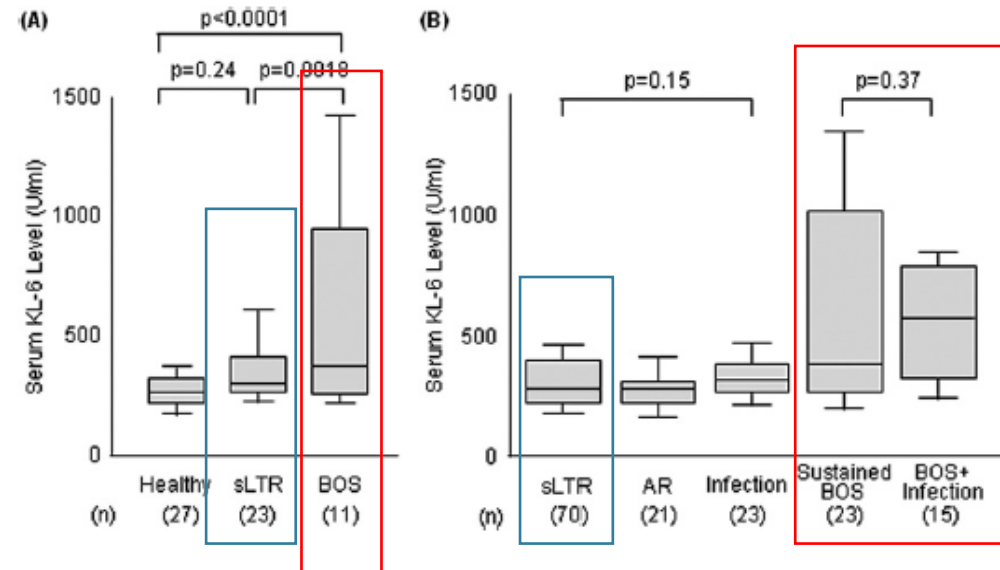 (A)
p<0.0001
p=0.24
p=0.0018
Serum KL-6 Level (U/ml)
1500
1000
500
0
Healthy
sLTR
BOS
(n)
(27)
(23)
(11)
(B)
p=0.15
p=0.37
Serum KL-6 Level (U/ml)
1500
1000
500
0
sLTR
AR
Infection
Sustained
BOS
BOS+
Infection
(n)
(70)
(21)
(23)
(23)
(15)